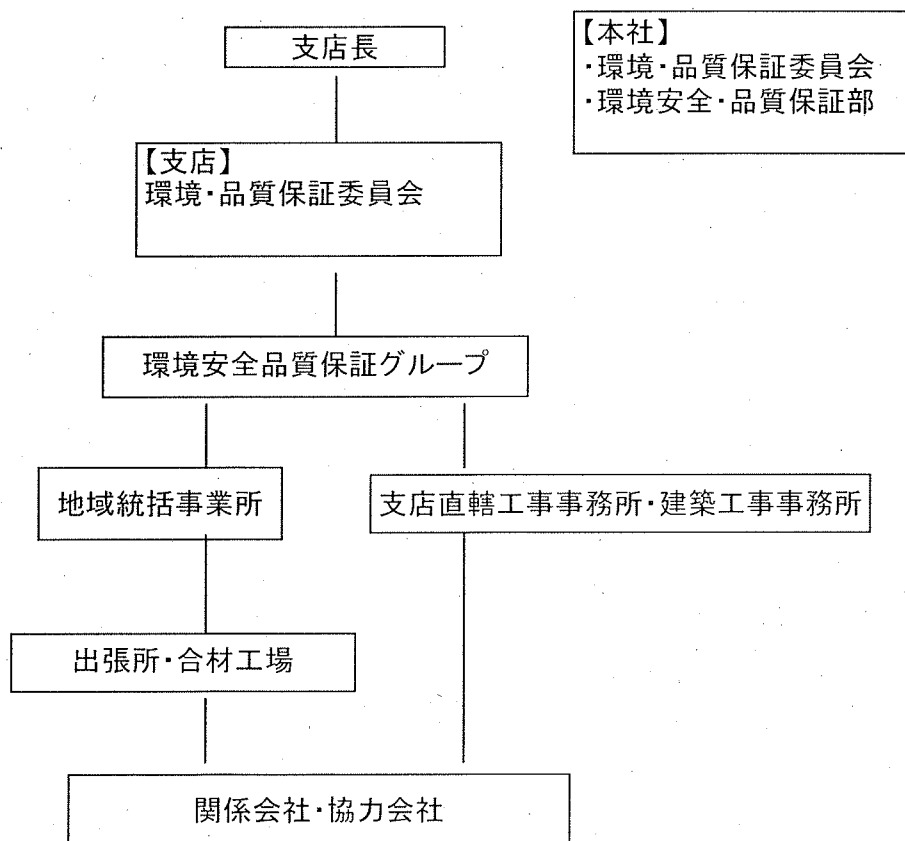 支店長
【本社】
・環境・品質保証委員会
・環境安全・品質保証部
【支店】
環境・品質保証委員会
環境安全品質保証グループ
地域統括事業所
支店直轄工事事務所・建築工事事務所
出張所・合材工場
関係会社・協力会社